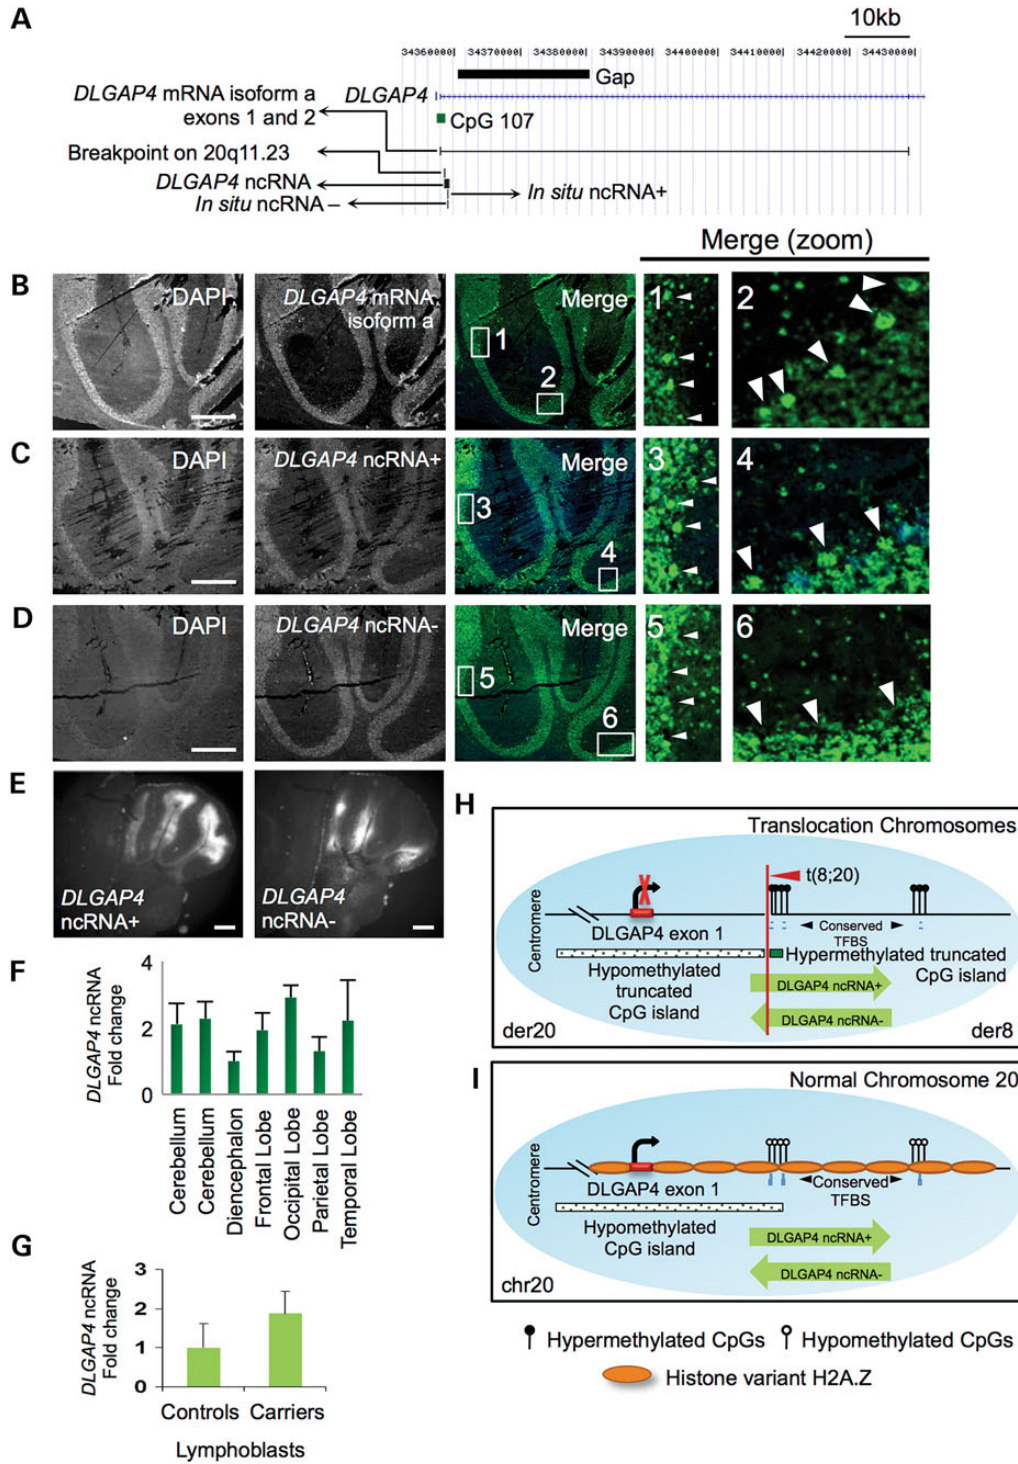 A
10kb
34360000| 34370000| 34380000| 34390000| 34400000| 34410000| 34420000| 34430000|
Gap
DLGAP4 mRNA isoform a
exons 1 and 2
DLGAP4
CpG 107
Breakpoint on 20q11.23
DLGAP4 ncRNA
In situ ncRNA+
In situ ncRNA –
Merge (zoom)
B
DAPI
DLGAP4 mRNA
isoform a
Merge
1
2
1
2
C
DAPI
DLGAP4 ncRNA+
Merge
3
4
3
4
D
DAPI
DLGAP4 ncRNA-
Merge
5
6
5
6
E
DLGAP4
ncRNA+
DLGAP4
ncRNA-
F
DLGAP4 ncRNA
Fold change
4
2
0
Cerebellum
Cerebellum
Diencephalon
Frontal Lobe
Occipital Lobe
Parietal Lobe
Temporal Lobe
G
DLGAP4 ncRNA
Fold change
3
2
1
0
Controls
Carriers
Lymphoblasts
H
Translocation Chromosomes
t(8;20)
Centromere
DLGAP4 exon 1
Conserved
TFBS
Hypomethylated
truncated
CpG island
Hypermethylated truncated
CpG island
DLGAP4 ncRNA+
DLGAP4 ncRNA-
der20
der8
I
Normal Chromosome 20
Centromere
DLGAP4 exon 1
Conserved
TFBS
Hypomethylated
CpG island
DLGAP4 ncRNA+
DLGAP4 ncRNA-
chr20
Hypermethylated CpGs
Hypomethylated CpGs
Histone variant H2A.Z